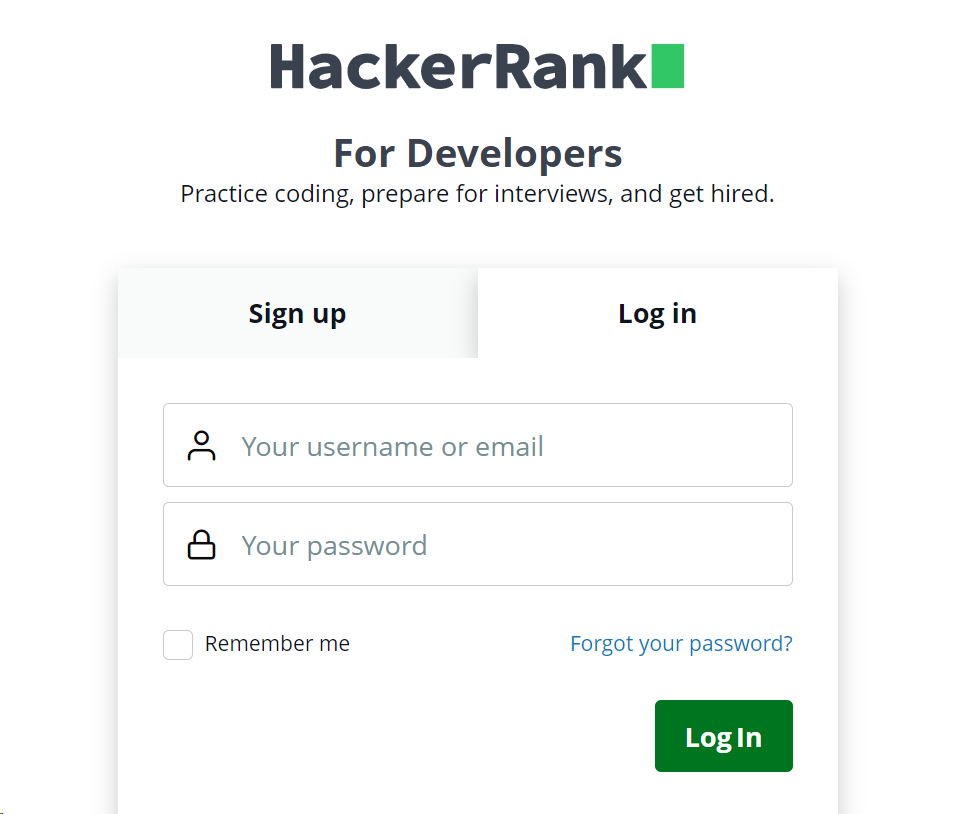 HackerRank
For Developers
Practice coding, prepare for interviews, and get hired.
Sign up
Log in
Your username or email
Your password
Remember me
Forgot your password?
Log In